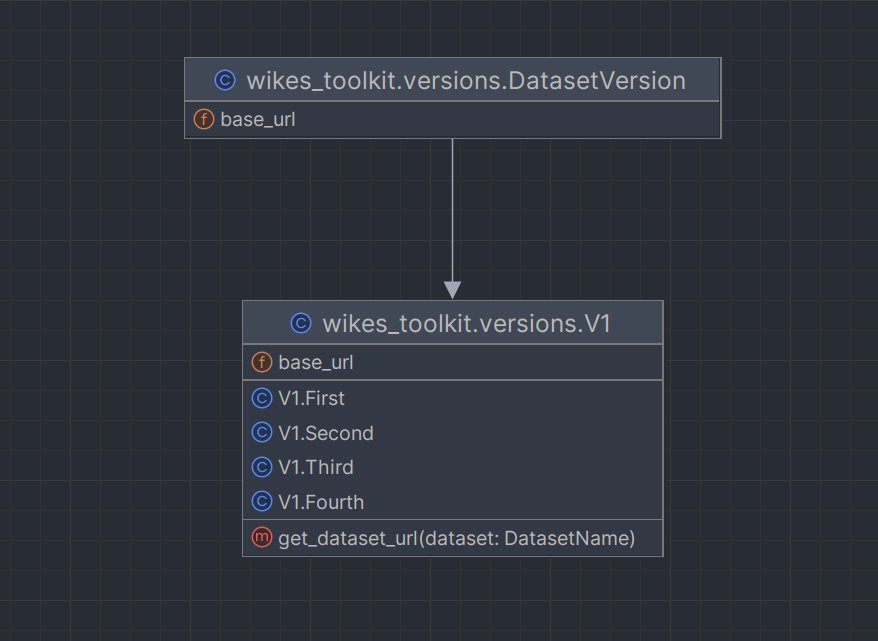 C wikes_toolkit.versions.DatasetVersion
f base_url
C wikes_toolkit.versions.V1
f base_url
C V1.First
C V1.Second
C V1.Third
C V1.Fourth
m get_dataset_url(dataset: DatasetName)